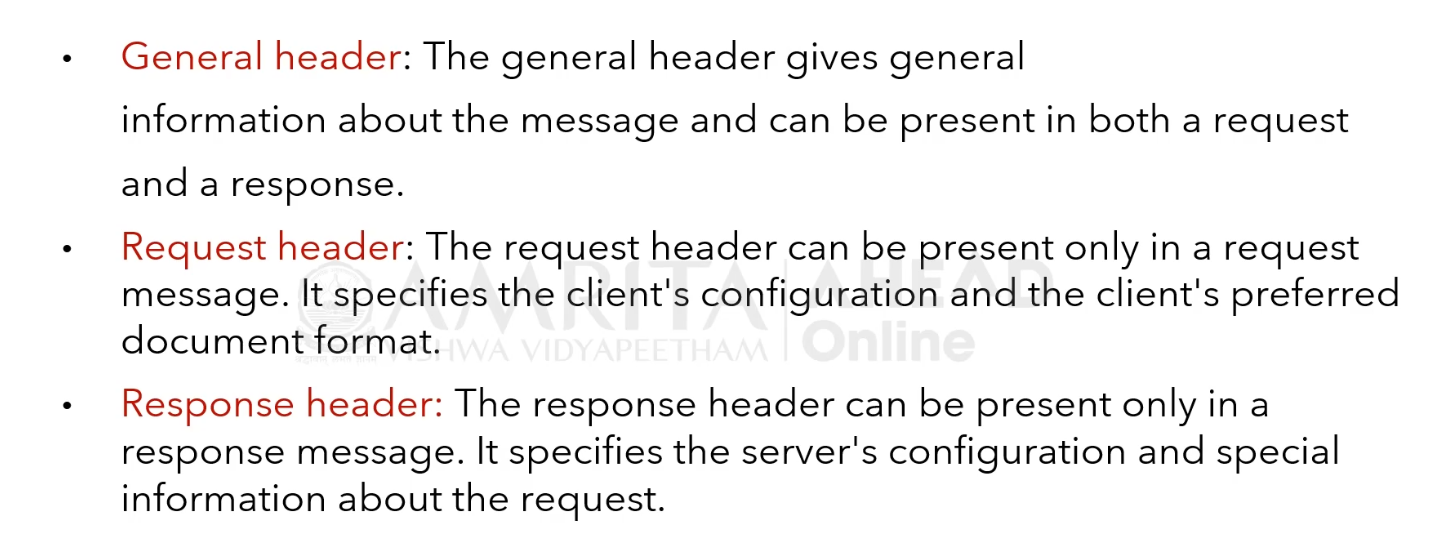 • General header: The general header gives general
information about the message and can be present in both a request
and a response.
• Request header: The request header can be present only in a request
message. It specifies the client's configuration and the client's preferred
document format.
• Response header: The response header can be present only in a
response message. It specifies the server's configuration and special
information about the request.
AMRITA
VISHWA VIDYAPEETHAM
AHEAD
Online